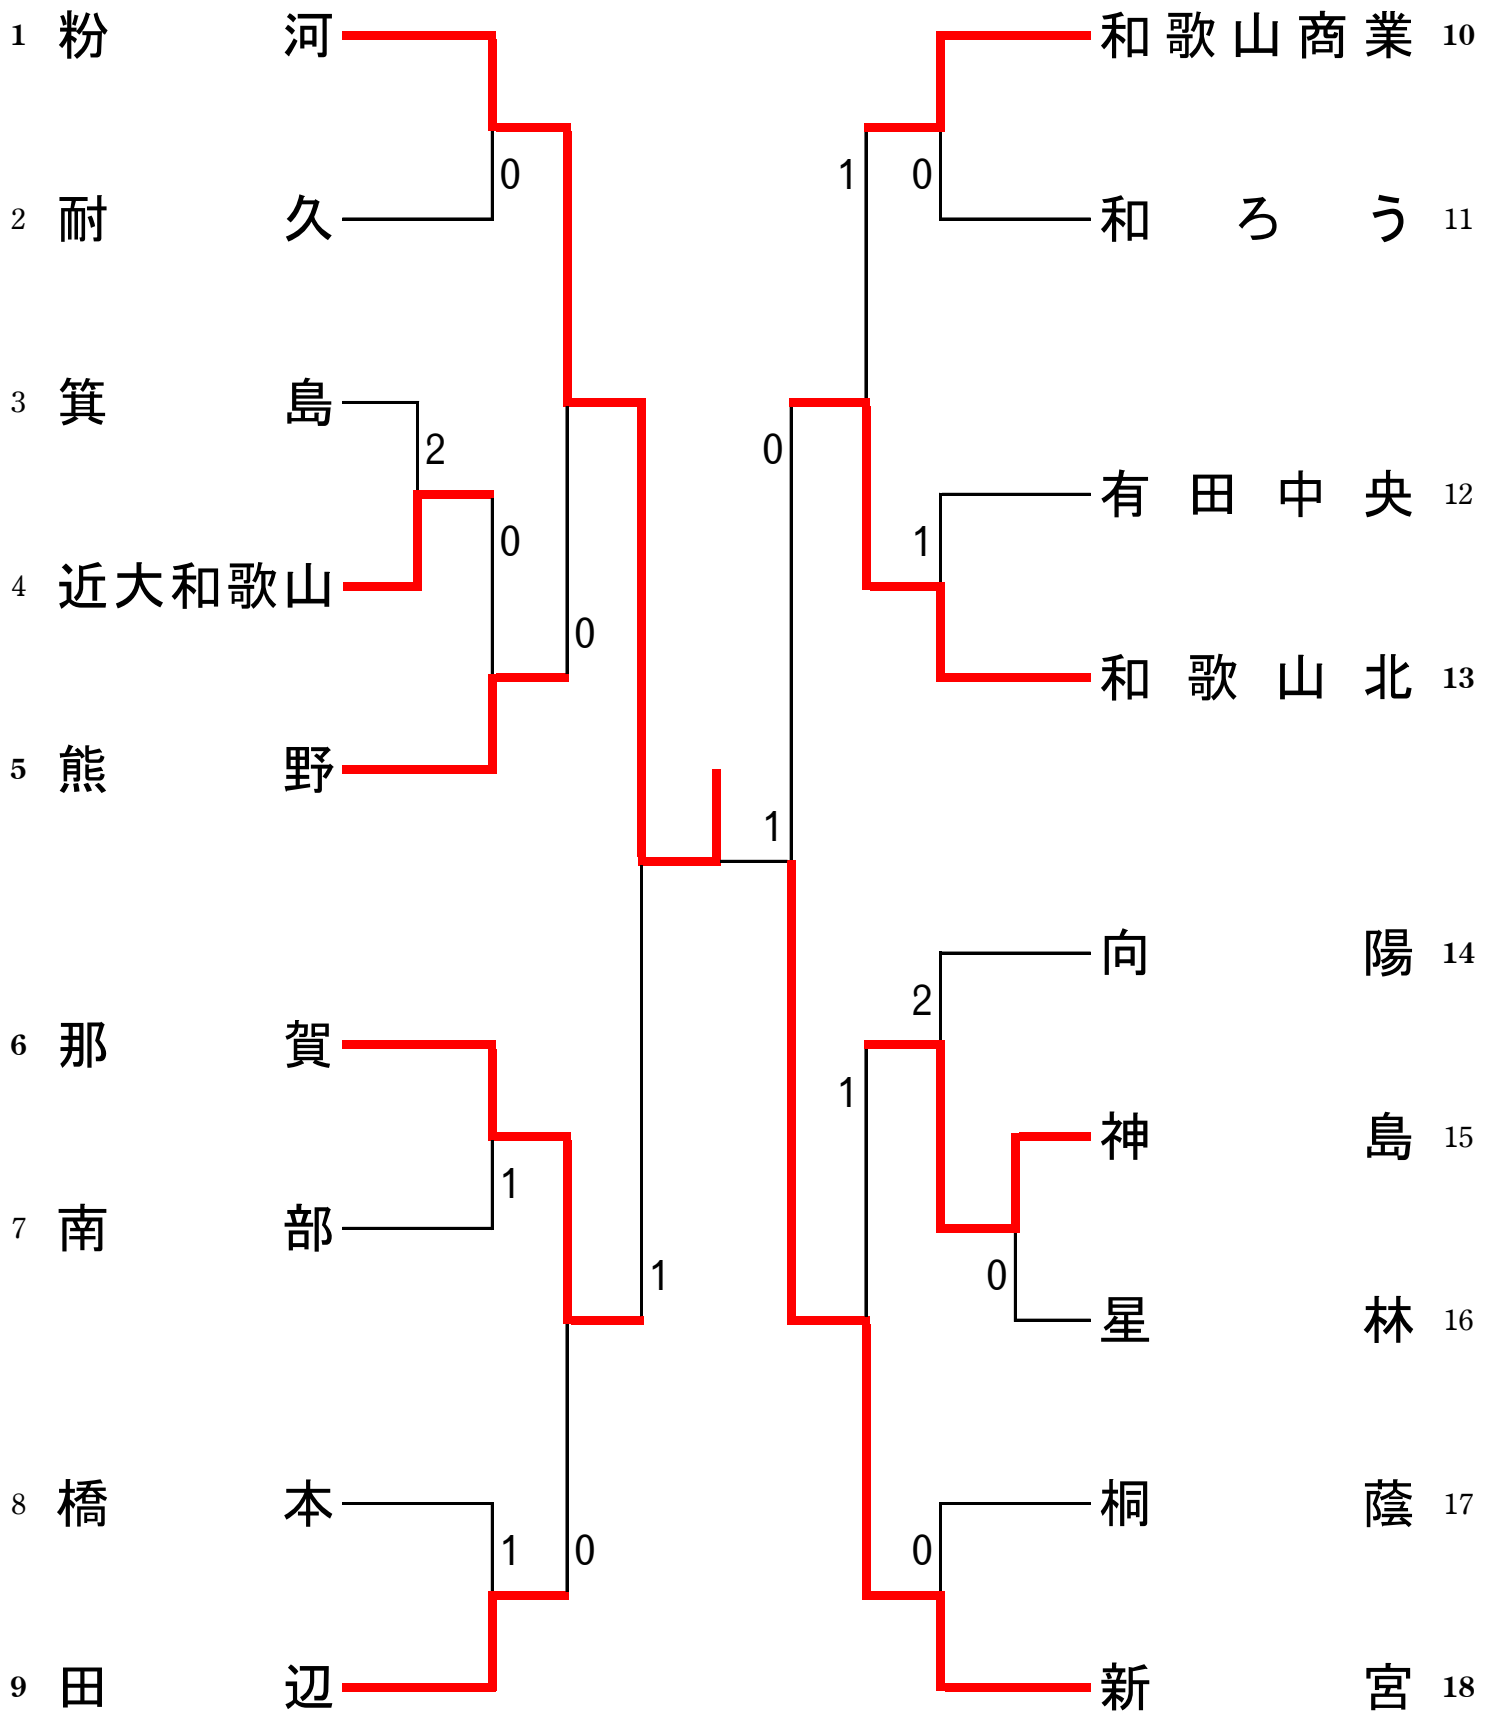 1 粉河
0
2 耐久
3 箕島
2
0
4 近大和歌山
0
5 熊野
6 那賀
1
7 南部
1
8 橋本
1 0
9 田辺
和歌山商業 10
1 0
和ろう 11
0
有田中央 12
1
和歌山北 13
1
向陽 14
2
1
神島 15
0
星林 16
桐蔭 17
0
新宮 18